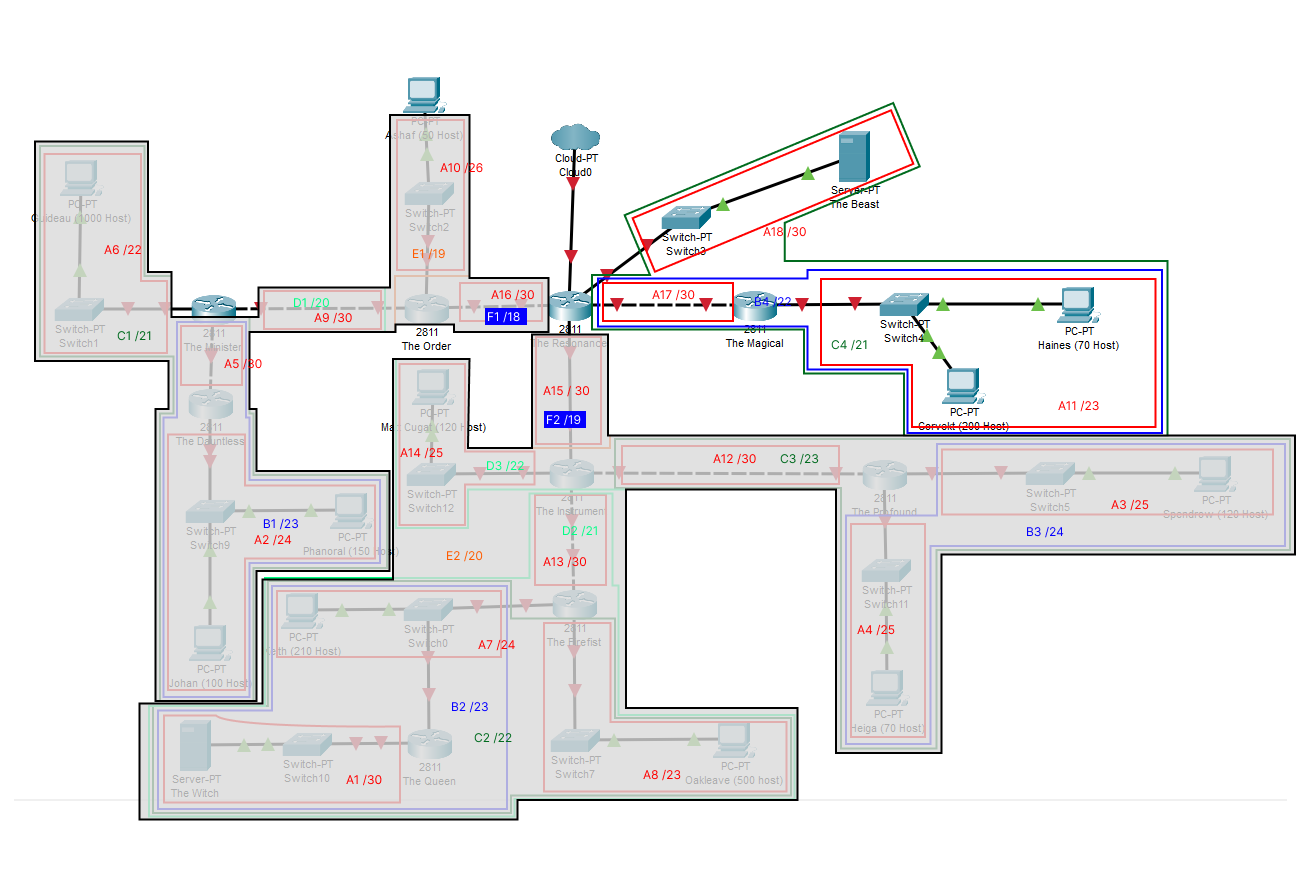 PC-PT
Ashaf (50 Host)
A10 /26
Switch-PT
Switch2
E1 /19
Cloud-PT
Cloud0
Server-PT
The Beast
Switch-PT
Switch3
A18 /30
PC-PT
Guideau (1000 Host)
A6 /22
Switch-PT
Switch1
C1 /21
2811
The Minister
D1 /20
A9 /30
2811
The Order
A16 /30
F1 /18
2811
The Resonance
A17 /30
B4 /22
2811
The Magical
Switch-PT
Switch4
C4 /21
PC-PT
Haines (70 Host)
PC-PT
Corvekt (200 Host)
A11 /23
A5 /30
2811
The Dauntless
A15 / 30
F2 /19
PC-PT
A14 /25
Switch-PT
Switch12
D3 /22
2811
The Instrument
A12 /30
C3 /23
2811
The Profound
Switch-PT
Switch5
PC-PT
Spendrow (120 Host)
A3 /25
B3 /24
Switch-PT
Switch9
B1 /23
A2 /24
PC-PT
Phanoral (150 Host)
PC-PT
Johan (100 Host)
E2 /20
D2 /21
A13 /30
2811
The Firefist
Switch-PT
Switch11
A4 /25
PC-PT
Heiga (70 Host)
PC-PT
Keith (210 Host)
Switch-PT
Switch0
A7 /24
B2 /23
C2 /22
Server-PT
The Witch
Switch-PT
Switch10
A1 /30
2811
The Queen
Switch-PT
Switch7
A8 /23
PC-PT
Oakleave (500 host)